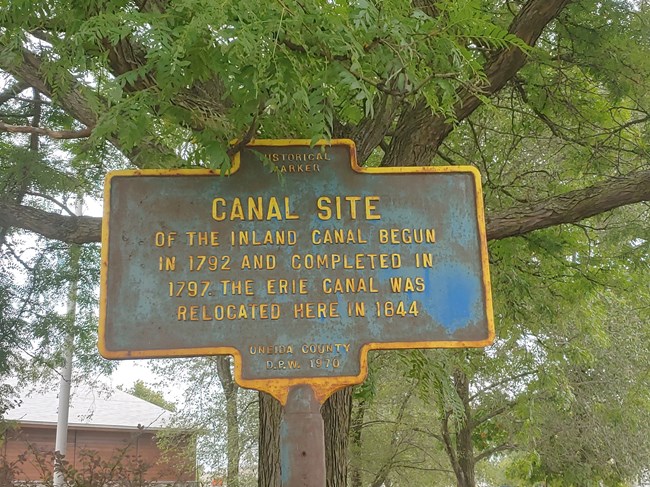 HISTORICAL
MARKER
CANAL SITE
OF THE INLAND CANAL BEGUN
IN 1792 AND COMPLETED IN
1797. THE ERIE CANAL WAS
RELOCATED HERE IN 1844
ONEIDA COUNTY
D.P.W. 1970